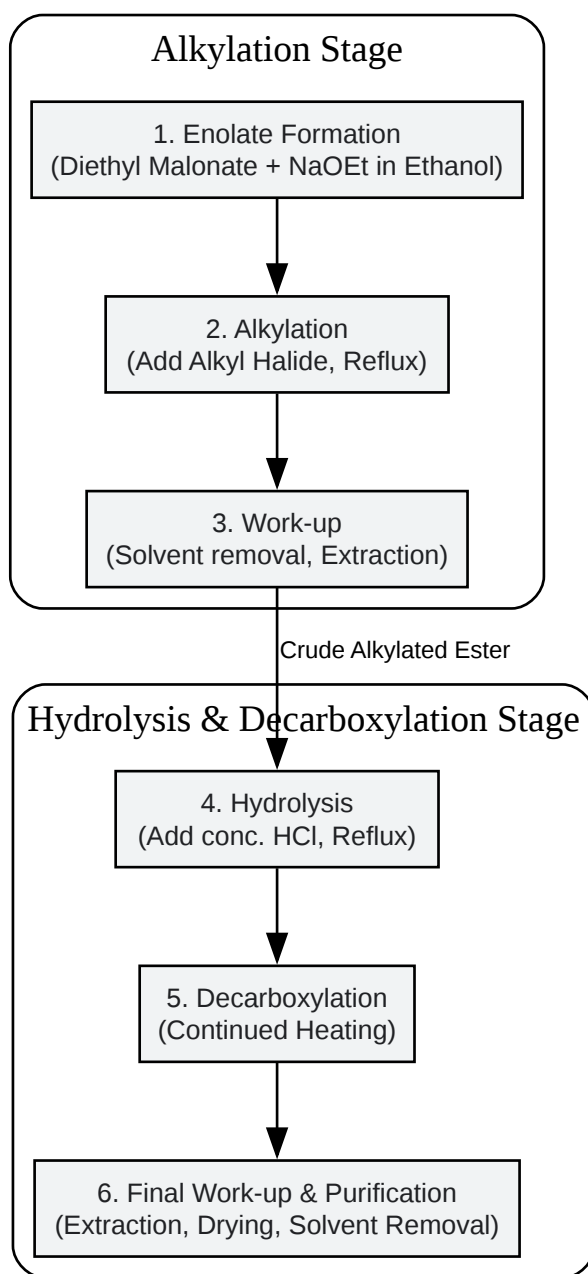 Alkylation Stage
1. Enolate Formation
(Diethyl Malonate + NaOEt in Ethanol)
2. Alkylation
(Add Alkyl Halide, Reflux)
3. Work-up
(Solvent removal, Extraction)
Crude Alkylated Ester
Hydrolysis & Decarboxylation Stage
4. Hydrolysis
(Add conc. HCl, Reflux)
5. Decarboxylation
(Continued Heating)
6. Final Work-up & Purification
(Extraction, Drying, Solvent Removal)